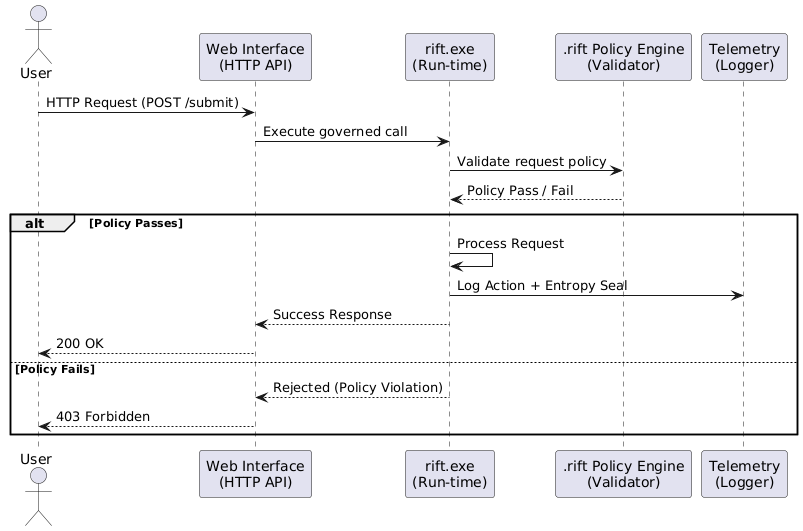 User
Web Interface
(HTTP API)
rift.exe
(Run-time)
.rift Policy Engine
(Validator)
Telemetry
(Logger)
HTTP Request (POST /submit)
Execute governed call
Validate request policy
Policy Pass / Fail
alt
[Policy Passes]
Process Request
Log Action + Entropy Seal
Success Response
200 OK
[Policy Fails]
Rejected (Policy Violation)
403 Forbidden
User
Web Interface
(HTTP API)
rift.exe
(Run-time)
.rift Policy Engine
(Validator)
Telemetry
(Logger)